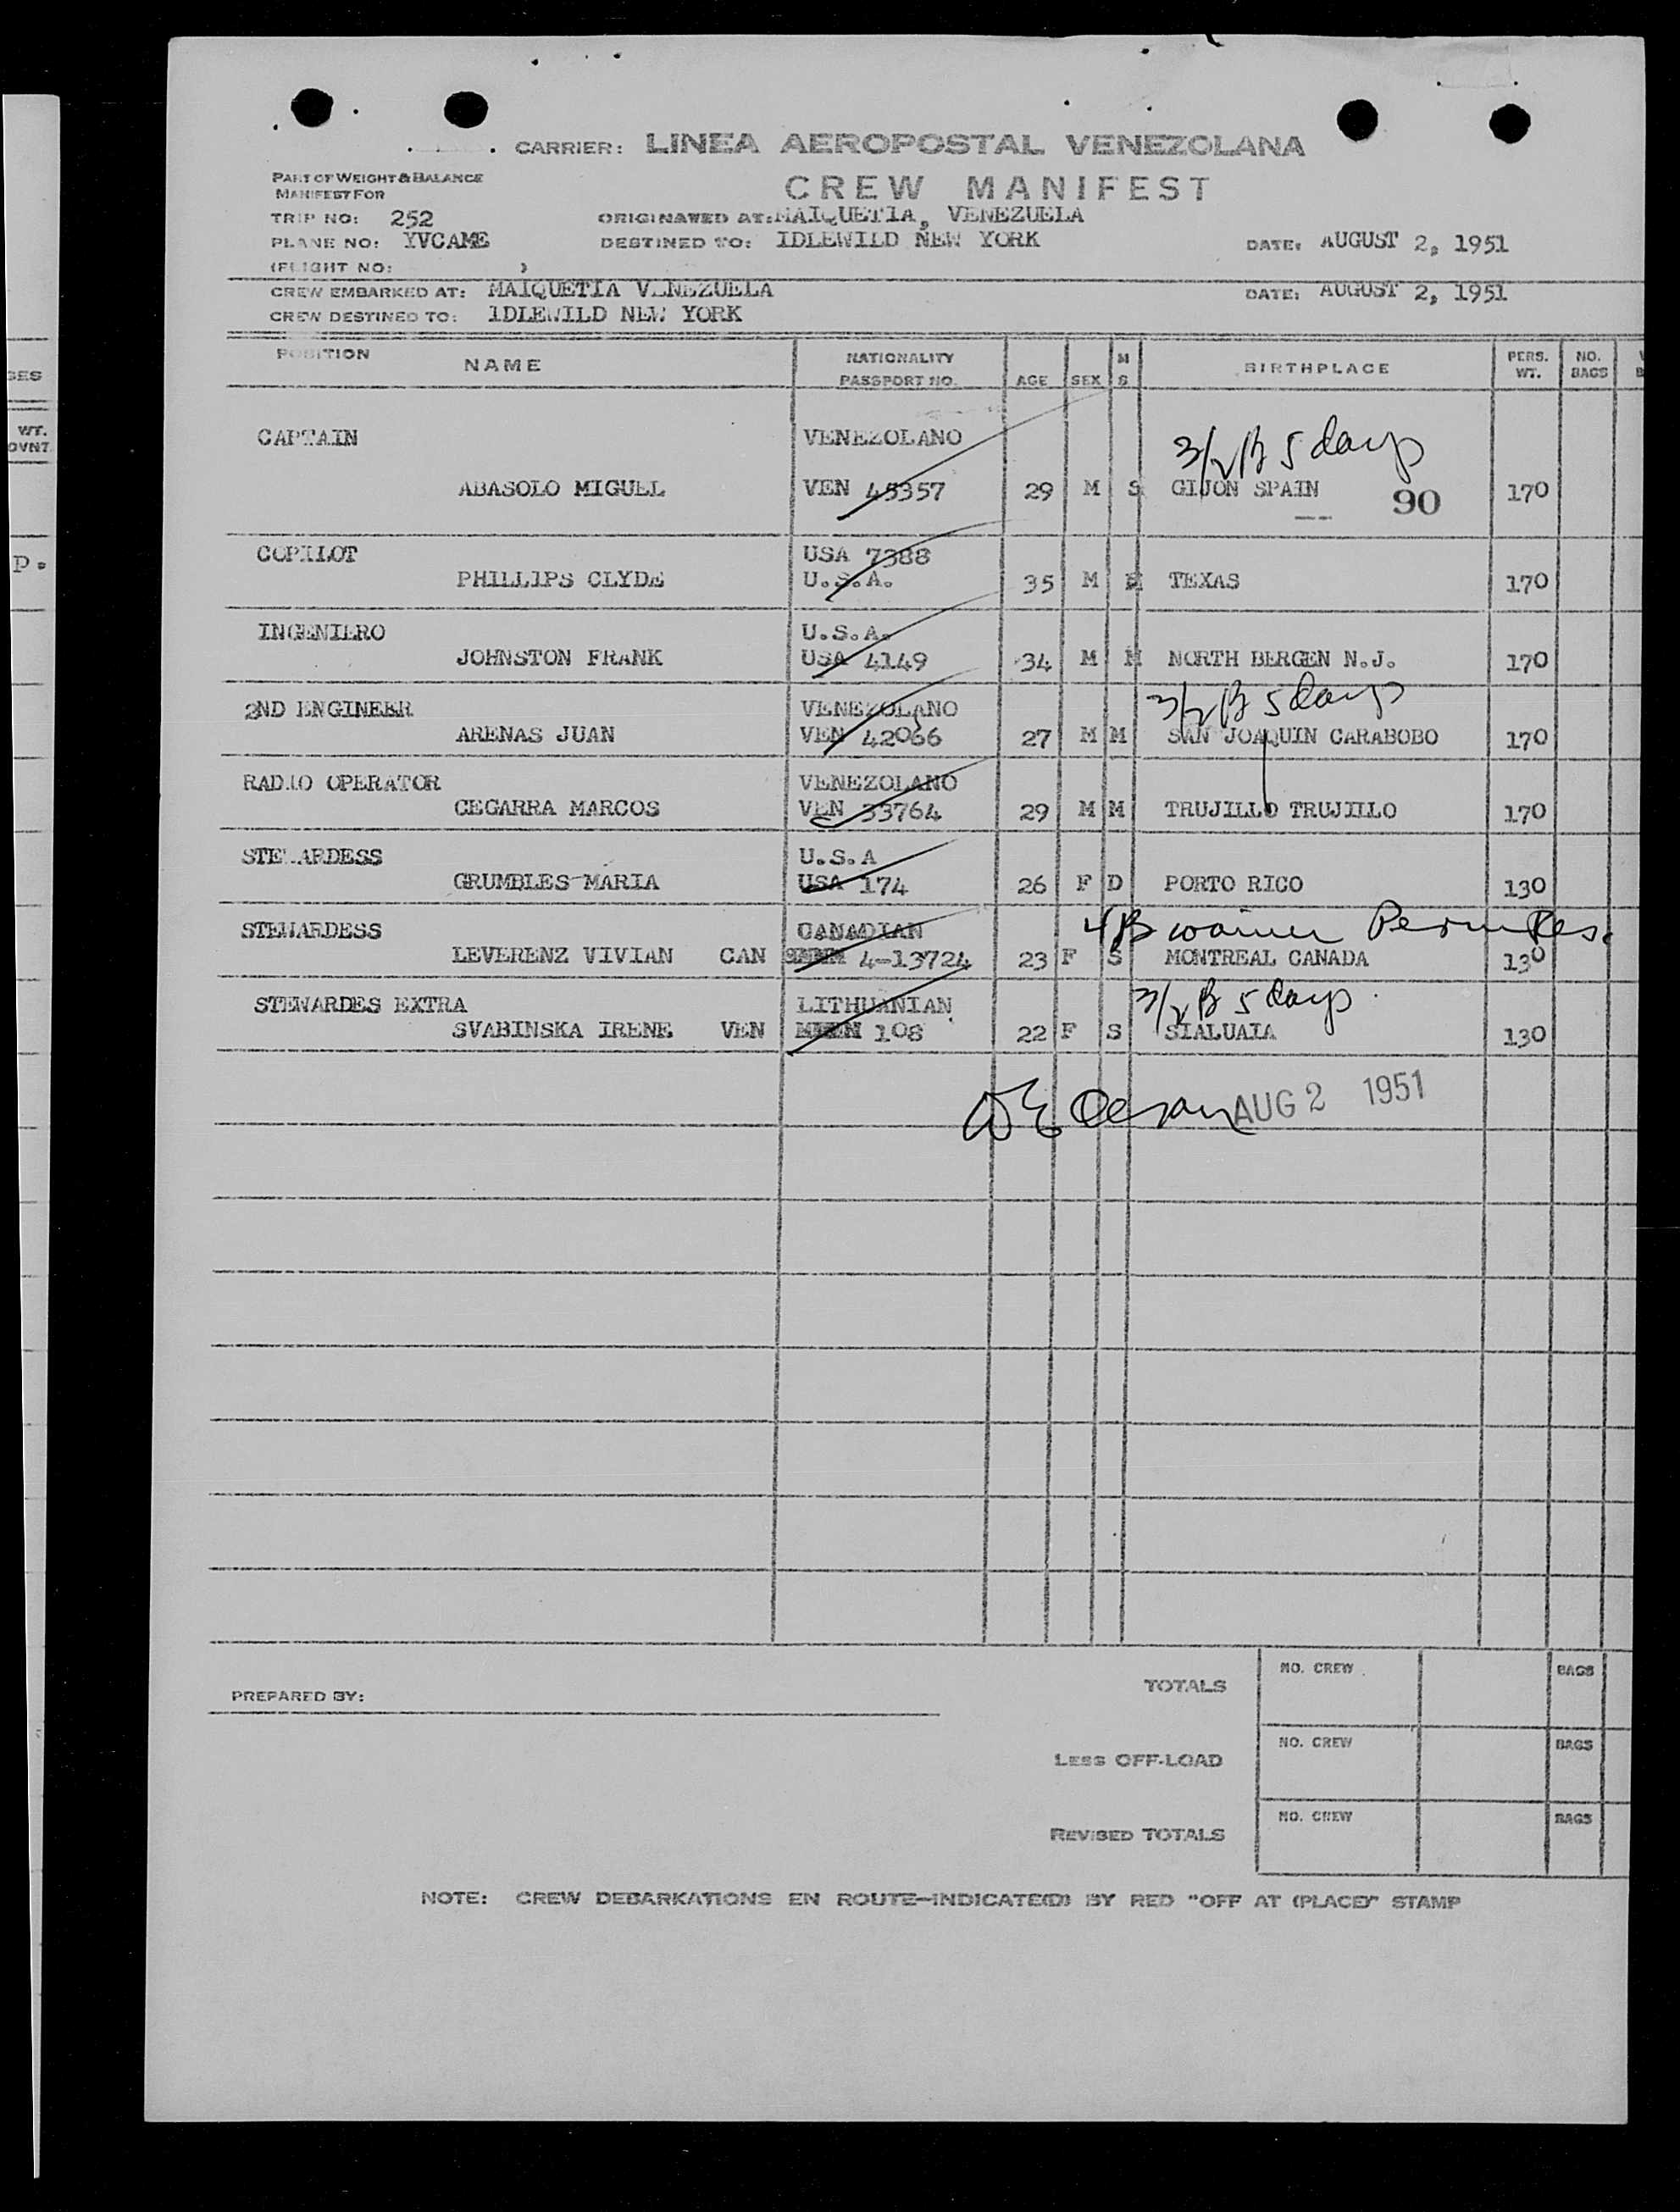 CARRIER: LINEA AEROPOSTAL VENEZOLANA
PART OF WEIGHT & BALANCE
MANIFEST FOR
CREW MANIFEST
TRIP NO: 252
ORIGINATED AT: MAIQUETIA, VENEZUELA
PLANE NO: YVCAME
DESTINED TO: IDLEWILD NEW YORK
DATE: AUGUST 2, 1951
(FLIGHT NO: )
CREW EMBARKED AT: MAIQUETIA VENEZUELA
DATE: AUGUST 2, 1951
CREW DESTINED TO: IDLEWILD NEW YORK
POSITION NAME NATIONALITY PASSPORT NO. AGE SEX M S BIRTHPLACE PERS. WT. NO. BAGS
CAPTAIN VENEZOLANO 5 days
ABASOLO MIGUEL VEN 45357 29 M S GIJON SPAIN 90 170
COPILOT USA 7388
PHILLIPS CLYDE U.S.A. 35 M TEXAS 170
INGENIERO U.S.A.
JOHNSTON FRANK USA 4149 34 M M NORTH BERGEN N.J. 170
2ND ENGINEER VENEZOLANO 5 days
ARENAS JUAN VEN 42066 27 M M SAN JOAQUIN CARABOBO 170
RADIO OPERATOR VENEZOLANO
CEGARRA MARCOS VEN 33764 29 M M TRUJILLO TRUJILLO 170
STEWARDESS U.S.A
GRUMBLES MARIA USA 174 26 F D PORTO RICO 130
STEWARDESS CANADIAN Res.
LEVERENZ VIVIAN CAN 4-13724 23 F S MONTREAL CANADA 130
STEWARDES EXTRA LITHUANIAN 5 days
SVABINSKA IRENE VEN 108 22 F S SIALUAIA 130
AUG 2 1951
TOTALS NO. CREW BAGS
PREPARED BY:
LESS OFF-LOAD NO. CREW BAGS
REVISED TOTALS NO. CREW BAGS
NOTE: CREW DEBARKATIONS EN ROUTE—INDICATE(D) BY RED "OFF AT (PLACE)" STAMP
WT.
P.